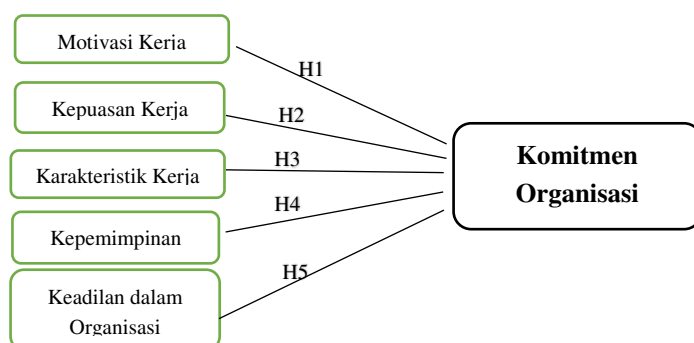 Motivasi Kerja
H1
Kepuasan Kerja
H2
Karakteristik Kerja
H3
Kepemimpinan
H4
Keadilan dalam
Organisasi
H5
Komitmen
Organisasi